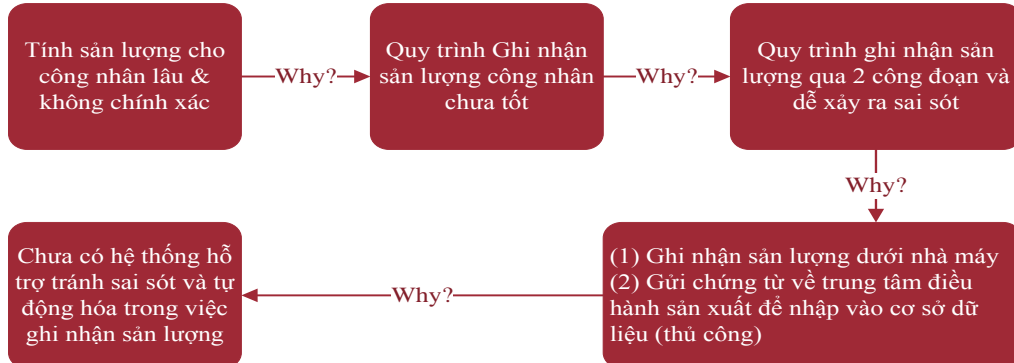 Tính sản lượng cho
công nhân lâu &
không chính xác
Why?
Quy trình Ghi nhận
sản lượng công nhân
chưa tốt
Why?
Quy trình ghi nhận sản
lượng qua 2 công đoạn và
dễ xảy ra sai sót
Why?
(1) Ghi nhận sản lượng dưới nhà máy
(2) Gửi chứng từ về trung tâm điều
hành sản xuất để nhập vào cơ sở dữ
liệu (thủ công)
Why?
Chưa có hệ thống hỗ
trợ tránh sai sót và tự
động hóa trong việc
ghi nhận sản lượng